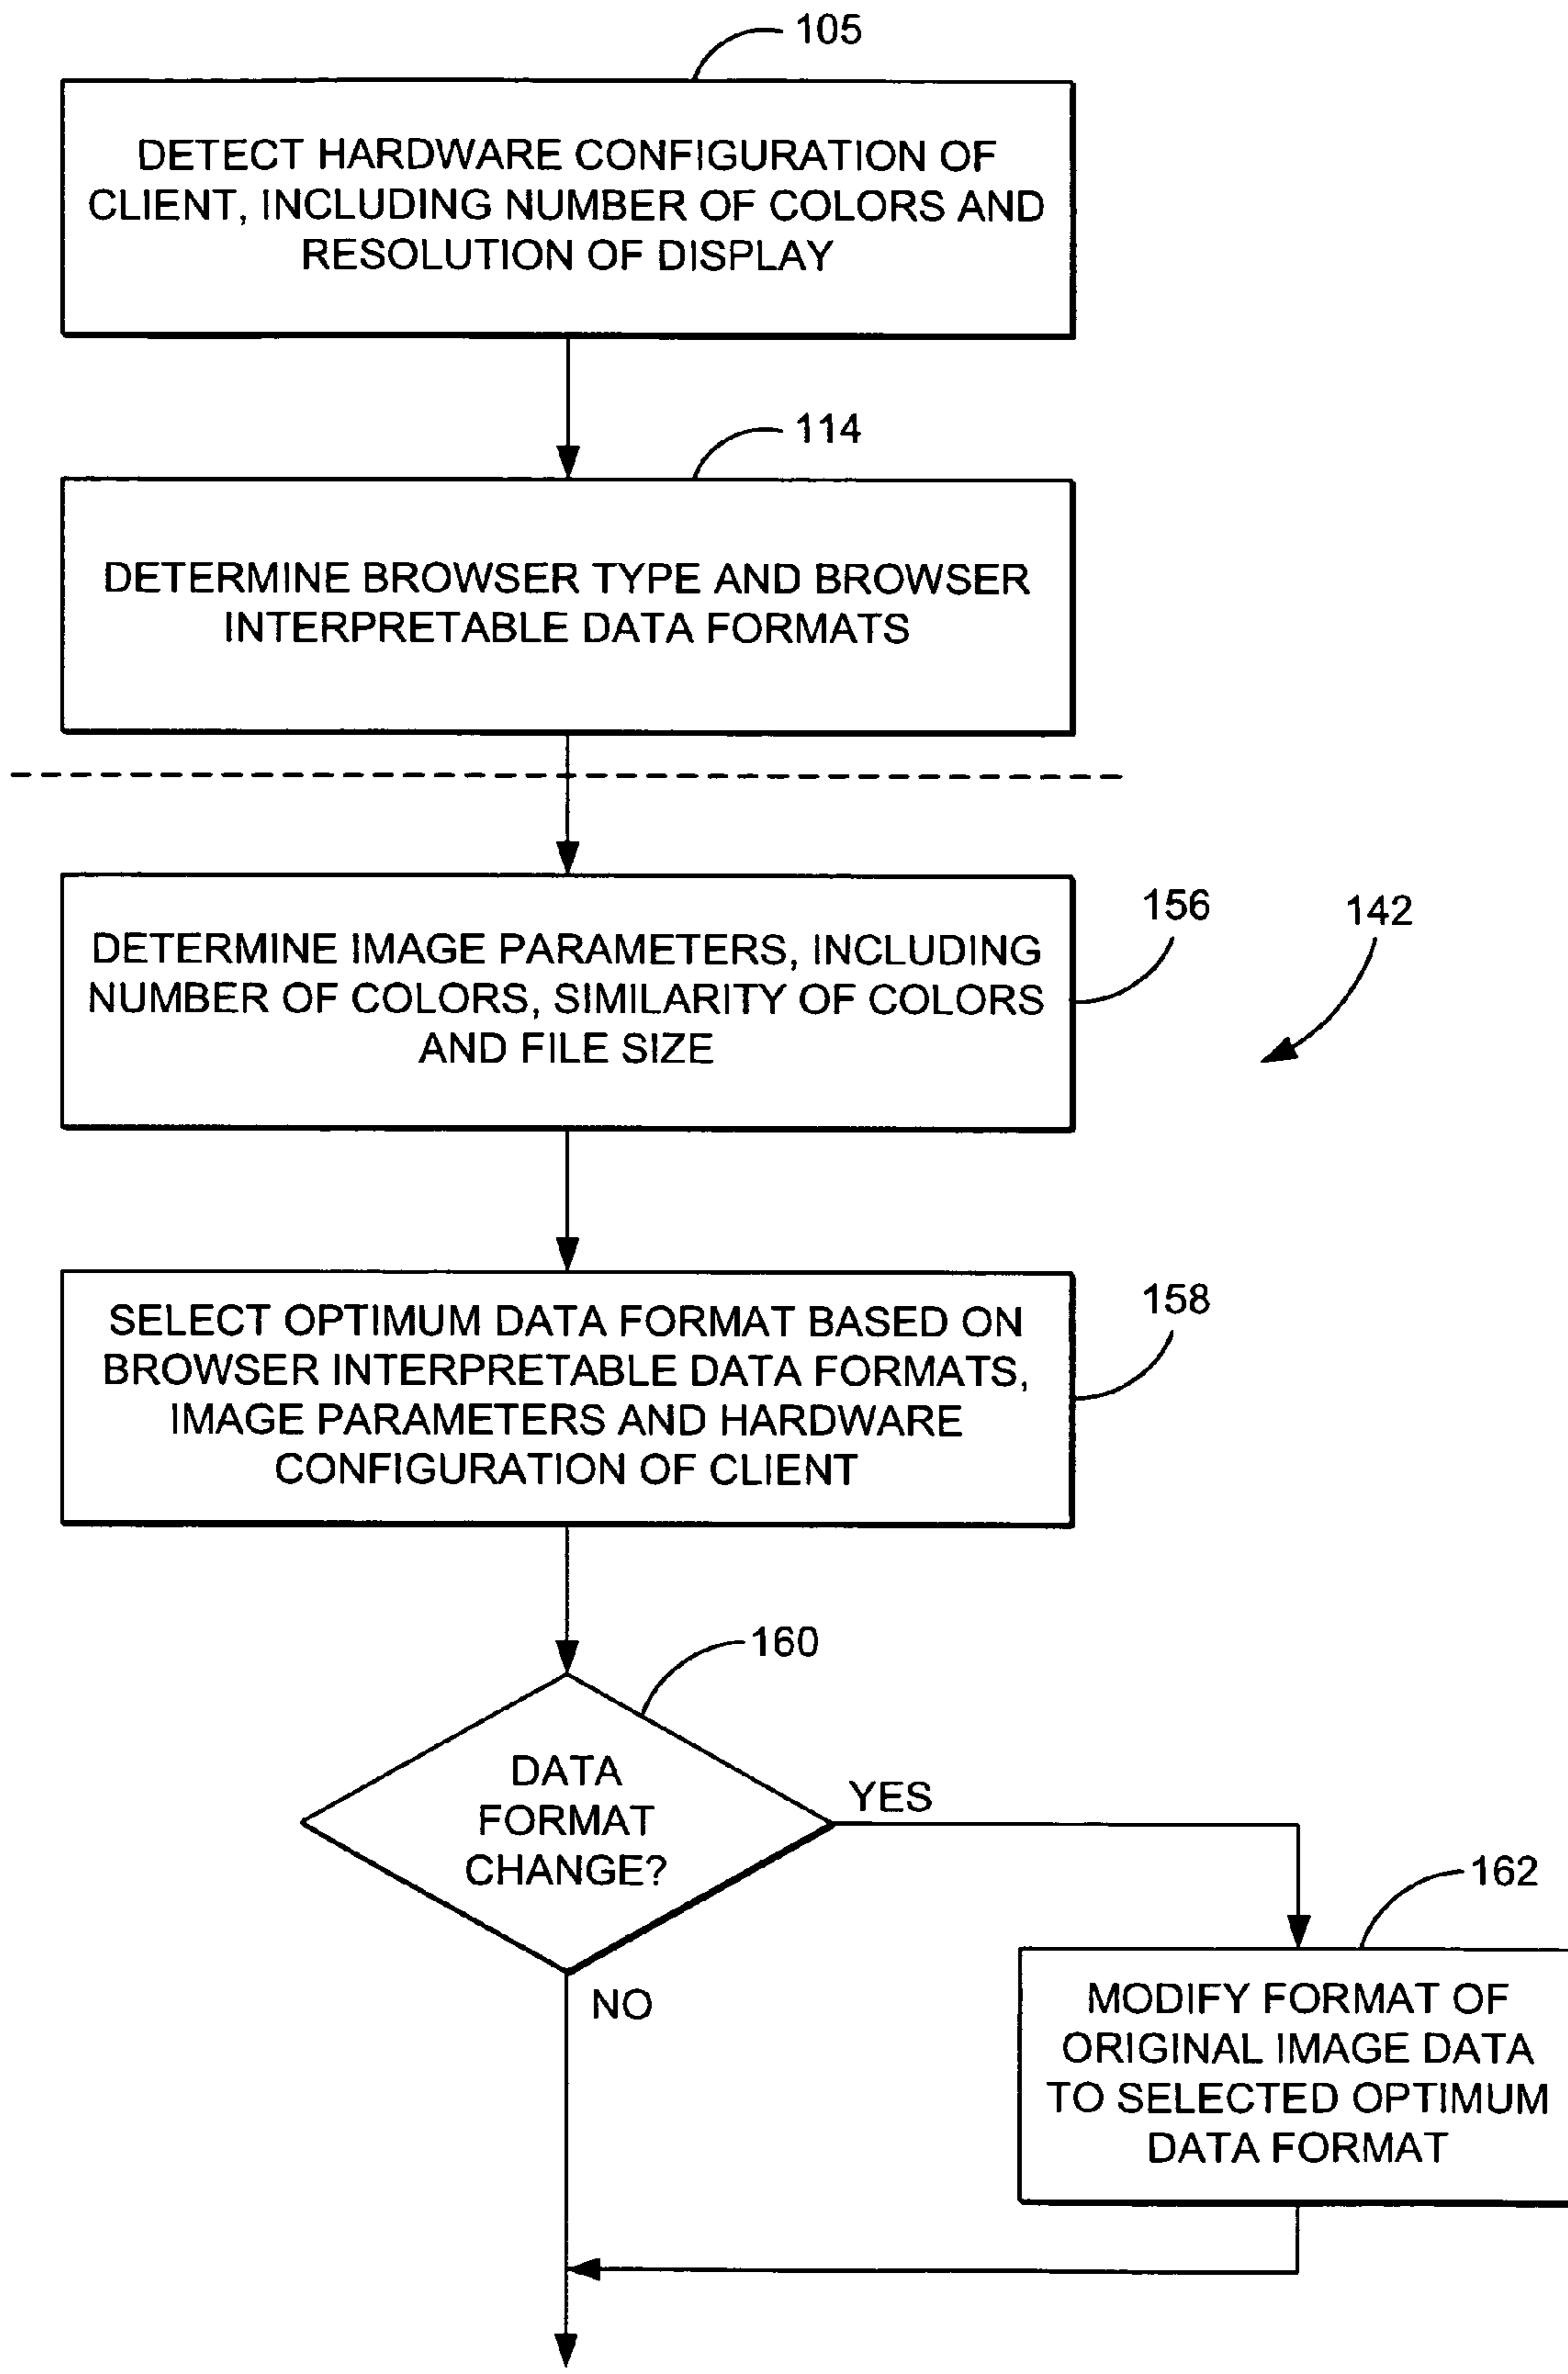 105
DETECT HARDWARE CONFIGURATION OF
CLIENT, INCLUDING NUMBER OF COLORS AND
RESOLUTION OF DISPLAY
114
DETERMINE BROWSER TYPE AND BROWSER
INTERPRETABLE DATA FORMATS
156
142
DETERMINE IMAGE PARAMETERS, INCLUDING
NUMBER OF COLORS, SIMILARITY OF COLORS
AND FILE SIZE
158
SELECT OPTIMUM DATA FORMAT BASED ON
BROWSER INTERPRETABLE DATA FORMATS,
IMAGE PARAMETERS AND HARDWARE
CONFIGURATION OF CLIENT
160
DATA
FORMAT
CHANGE?
YES
NO
162
MODIFY FORMAT OF
ORIGINAL IMAGE DATA
TO SELECTED OPTIMUM
DATA FORMAT